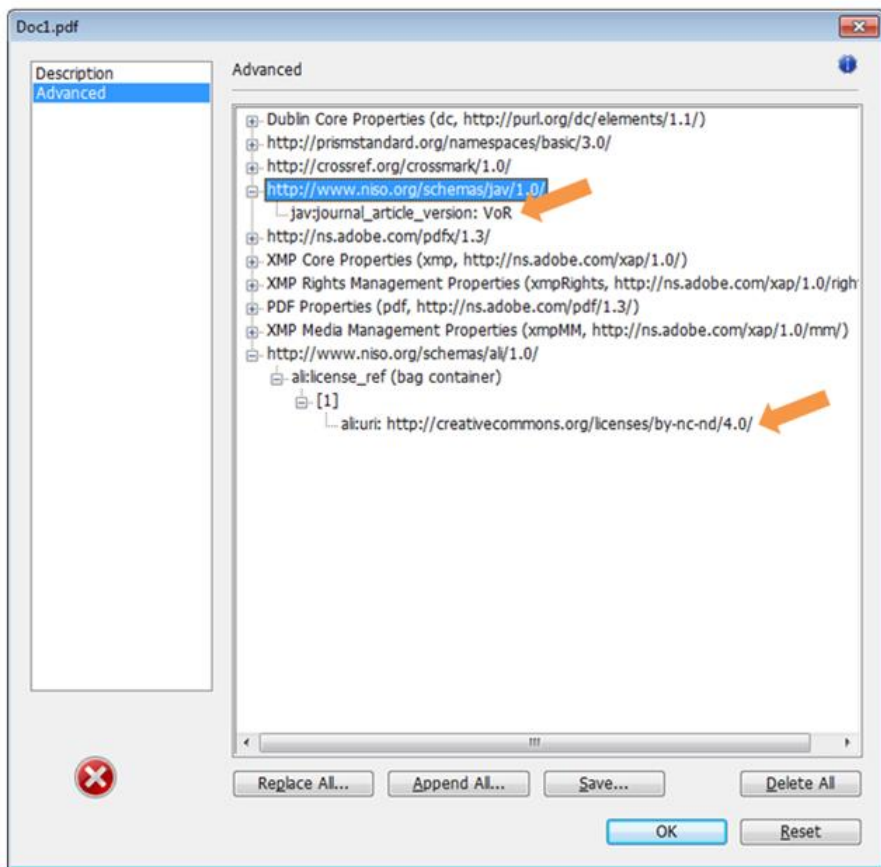 Doc1.pdf
Description
Advanced
Advanced
Dublin Core Properties (dc, http://purl.org/dc/elements/1.1/)
http://prismstandard.org/namespaces/basic/3.0/
http://crossref.org/crossmark/1.0/
http://www.niso.org/schemas/jav/1.0/
jav:journal_article_version: VoR
http://ns.adobe.com/pdfx/1.3/
XMP Core Properties (xmp, http://ns.adobe.com/xap/1.0/)
XMP Rights Management Properties (xmpRights, http://ns.adobe.com/xap/1.0/righ
PDF Properties (pdf, http://ns.adobe.com/pdf/1.3/)
XMP Media Management Properties (xmpMM, http://ns.adobe.com/xap/1.0/mm/)
http://www.niso.org/schemas/ali/1.0/
ali:license_ref (bag container)
[1]
ali:uri: http://creativecommons.org/licenses/by-nc-nd/4.0/
Replace All... Append All... Save... Delete All
OK Reset